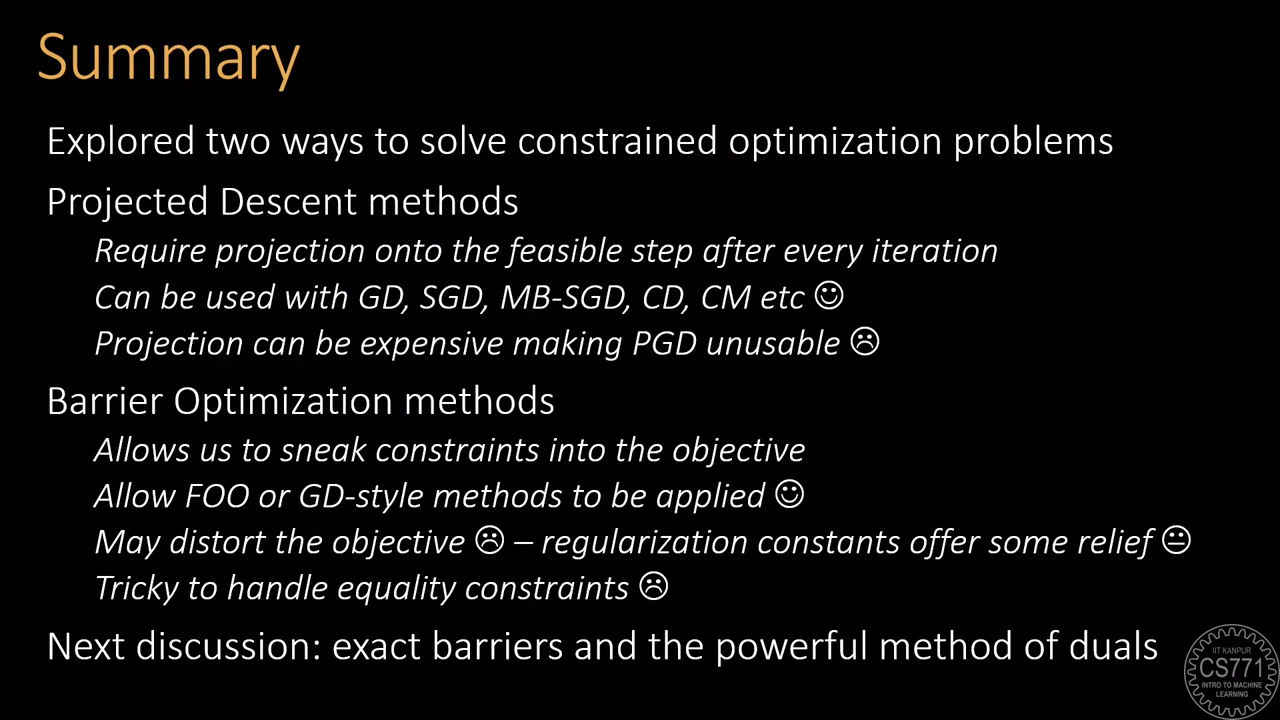 Summary
Explored two ways to solve constrained optimization problems
Projected Descent methods
Require projection onto the feasible step after every iteration
Can be used with GD, SGD, MB-SGD, CD, CM etc ☺
Projection can be expensive making PGD unusable ☹
Barrier Optimization methods
Allows us to sneak constraints into the objective
Allow FOO or GD-style methods to be applied ☺
May distort the objective ☹ – regularization constants offer some relief 😐
Tricky to handle equality constraints ☹
Next discussion: exact barriers and the powerful method of duals
IIT KANPUR
CS771
INTRO TO MACHINE
LEARNING